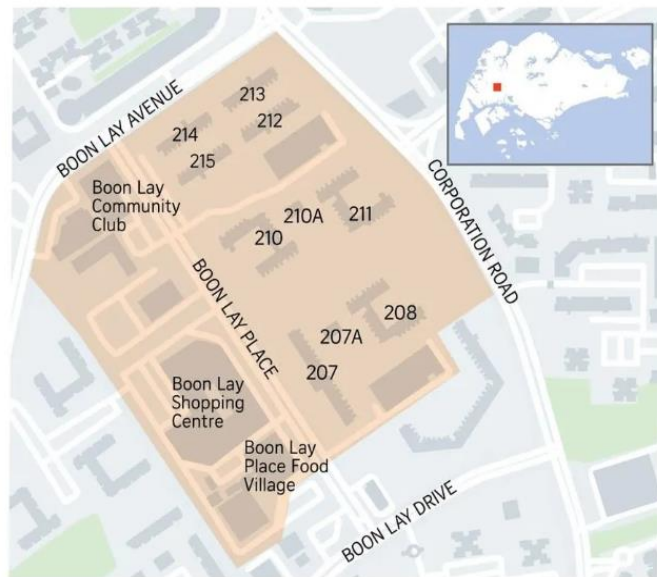 BOON LAY AVENUE
213
212
214
215
Boon Lay
Community
Club
CORPORATION ROAD
210A
211
210
BOON LAY PLACE
208
207A
207
Boon Lay
Shopping
Centre
Boon Lay
Place Food
Village
BOON LAY DRIVE